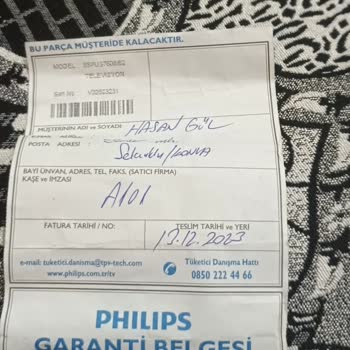 BU PARÇA MÜŞTERİDE KALACAKTIR.
MODEL
TELEVİZYON
SERI NO
MÜŞTERİNİN ADI ve SOYADI HASAN GÜL
POSTA ADRESİ :
Selçuklu/KONYA
BAYİ ÜNVAN, ADRES, TEL, FAKS, (SATICI FİRMA)
KAŞE ve İMZASI
A101
FATURA TARİHİ / NO: TESLİM TARİHİ ve YERİ
13.12.2023
e-mail: tuketici.danisma@tpv-tech.com Tüketici Danışma Hattı
www.philips.com.tr/tv 0850 222 44 66
PHILIPS
GARANTİ BELGESİ